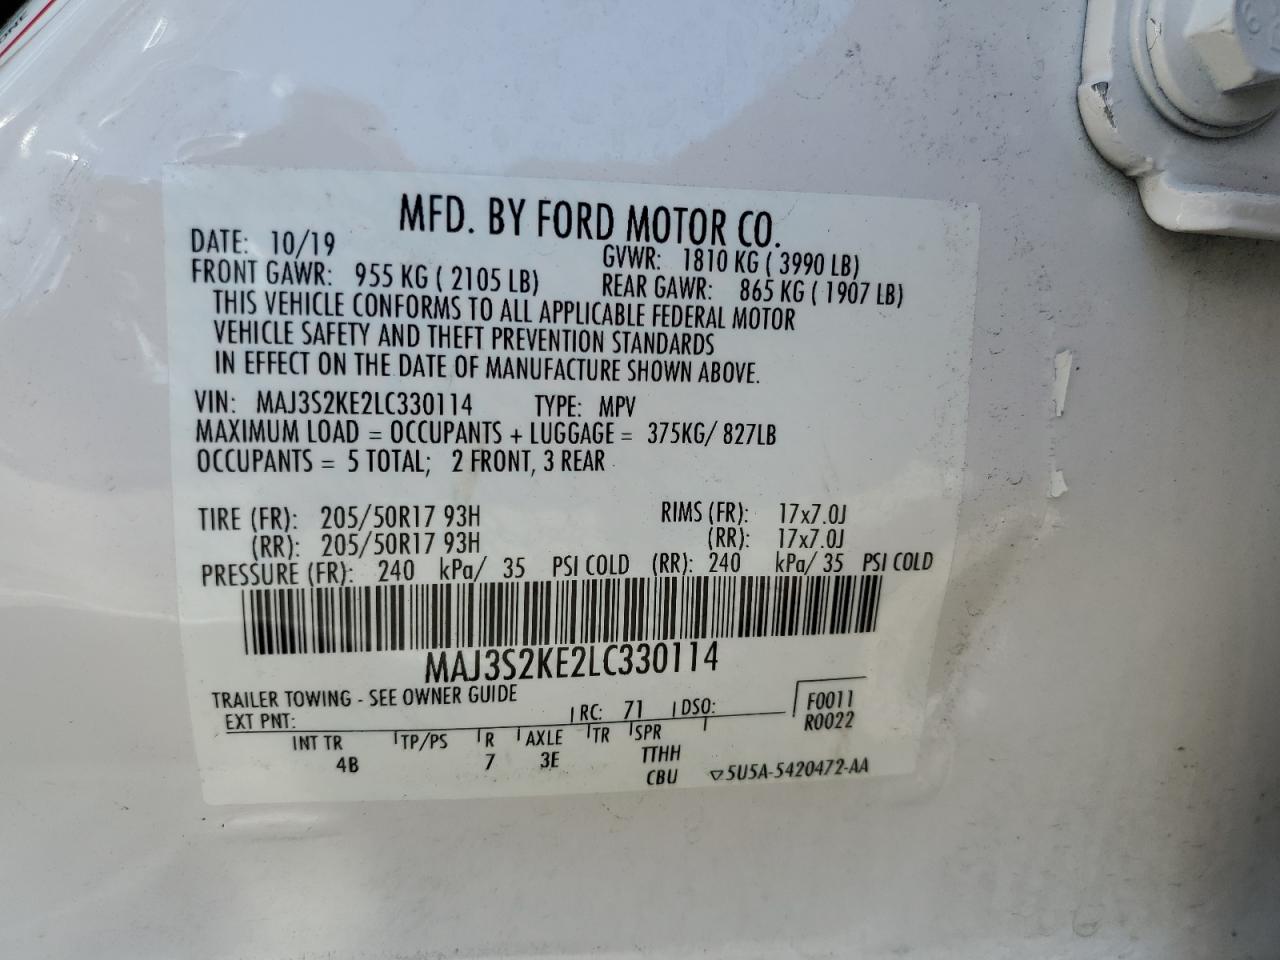 ONE
MFD. BY FORD MOTOR CO.
DATE: 10/19 GVWR: 1810 KG ( 3990 LB)
FRONT GAWR: 955 KG ( 2105 LB) REAR GAWR: 865 KG ( 1907 LB)
THIS VEHICLE CONFORMS TO ALL APPLICABLE FEDERAL MOTOR
VEHICLE SAFETY AND THEFT PREVENTION STANDARDS
IN EFFECT ON THE DATE OF MANUFACTURE SHOWN ABOVE.
VIN: MAJ3S2KE2LC330114 TYPE: MPV
MAXIMUM LOAD = OCCUPANTS + LUGGAGE = 375KG/ 827LB
OCCUPANTS = 5 TOTAL; 2 FRONT, 3 REAR
TIRE (FR): 205/50R17 93H RIMS (FR): 17x7.0J
(RR): 205/50R17 93H (RR): 17x7.0J
PRESSURE (FR): 240 kPa/ 35 PSI COLD (RR): 240 kPa/ 35 PSI COLD
MAJ3S2KE2LC330114
TRAILER TOWING - SEE OWNER GUIDE
EXT PNT: RC: 71 DSO: F0011
R0022
INT TR TP/PS R AXLE TR SPR
4B 7 3E TTHH
CBU ▽5U5A-5420472-AA